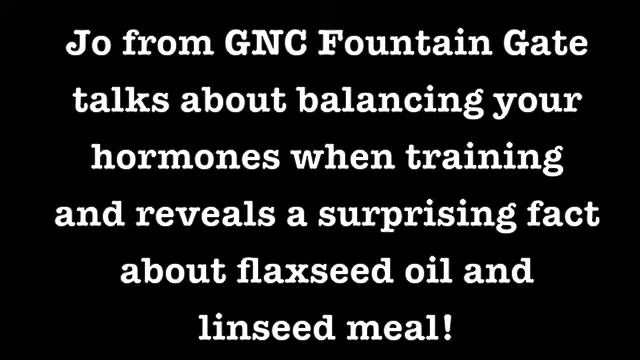 Jo from GNC Fountain Gate
talks about balancing your
hormones when training
and reveals a surprising fact
about flaxseed oil and
linseed meal!